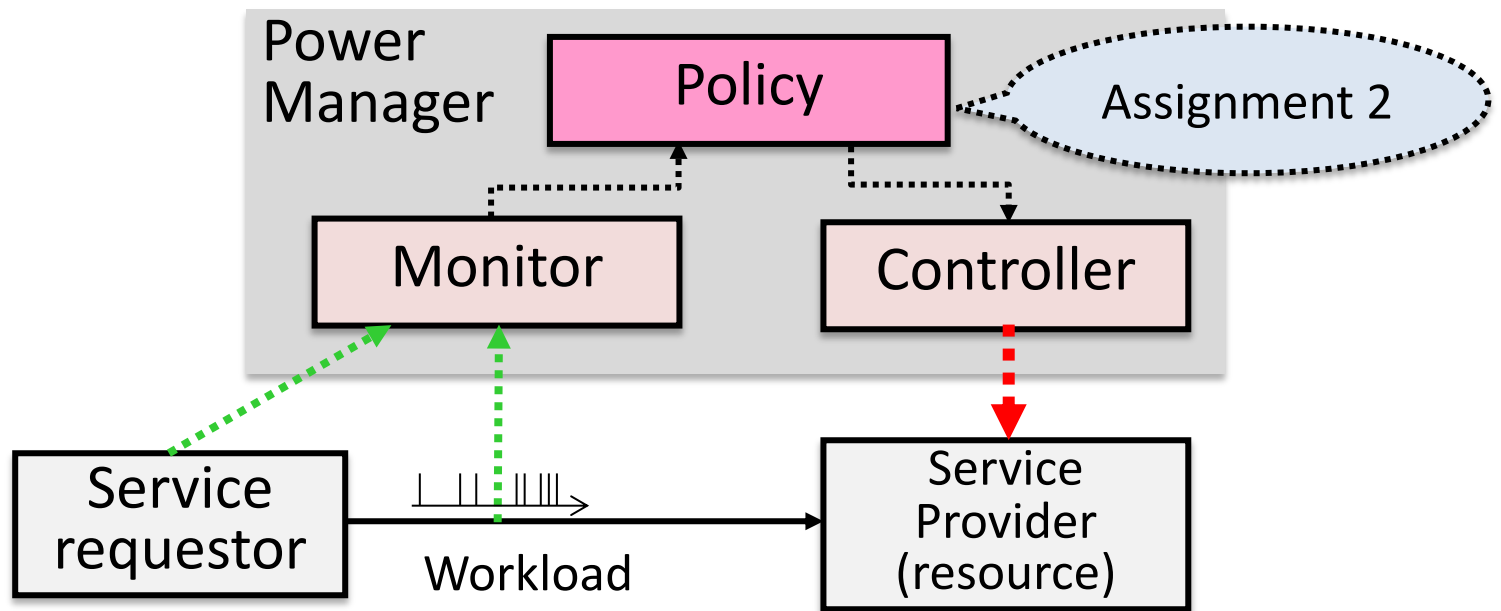 Power
Manager
Policy
Assignment 2
Monitor
Controller
Service
requestor
Workload
Service
Provider
(resource)